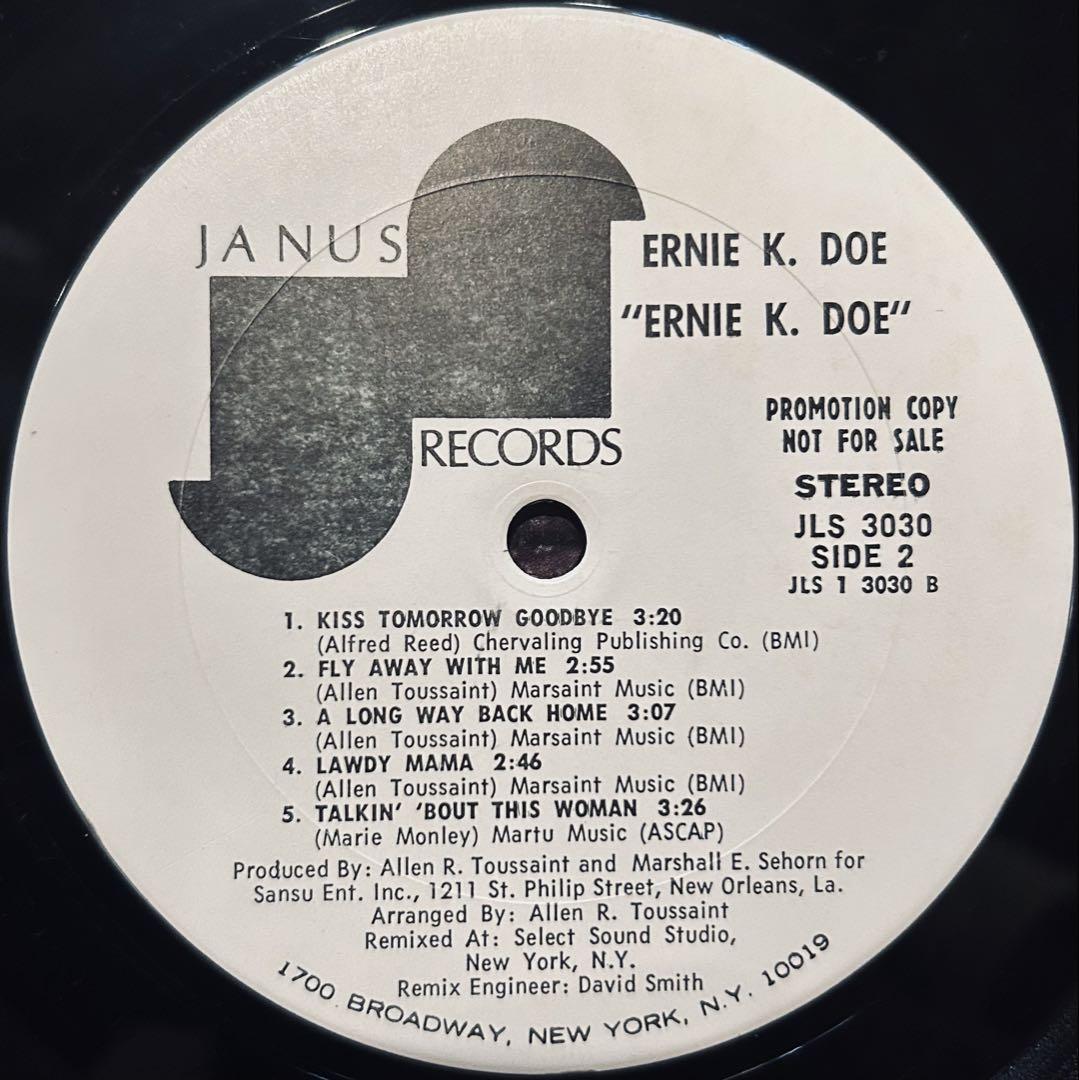 JANUS
RECORDS
ERNIE K. DOE
"ERNIE K. DOE"
PROMOTION COPY
NOT FOR SALE
STEREO
JLS 3030
SIDE 2
JLS 1 3030 B
1. KISS TOMORROW GOODBYE 3:20
(Alfred Reed) Chervaling Publishing Co. (BMI)
2. FLY AWAY WITH ME 2:55
(Allen Toussaint) Marsaint Music (BMI)
3. A LONG WAY BACK HOME 3:07
(Allen Toussaint) Marsaint Music (BMI)
4. LAWDY MAMA 2:46
(Allen Toussaint) Marsaint Music (BMI)
5. TALKIN' 'BOUT THIS WOMAN 3:26
(Marie Monley) Martu Music (ASCAP)
Produced By: Allen R. Toussaint and Marshall E. Sehorn for
Sansu Ent. Inc., 1211 St. Philip Street, New Orleans, La.
Arranged By: Allen R. Toussaint
Remixed At: Select Sound Studio,
New York, N.Y.
Remix Engineer: David Smith
1700 BROADWAY, NEW YORK, N.Y. 10019